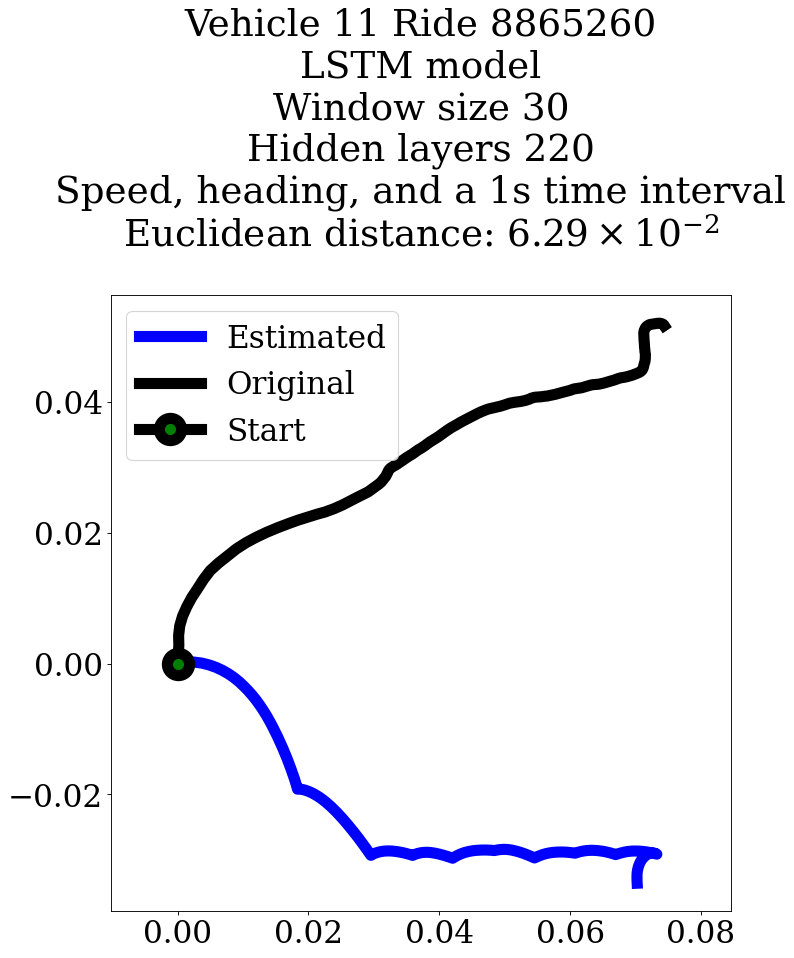 Vehicle 11 Ride 8865260
LSTM model
Window size 30
Hidden layers 220
Speed, heading, and a 1s time interval
Euclidean distance: 6.29 × 10⁻²
Estimated
Original
Start
0.04
0.02
0.00
−0.02
0.00 0.02 0.04 0.06 0.08